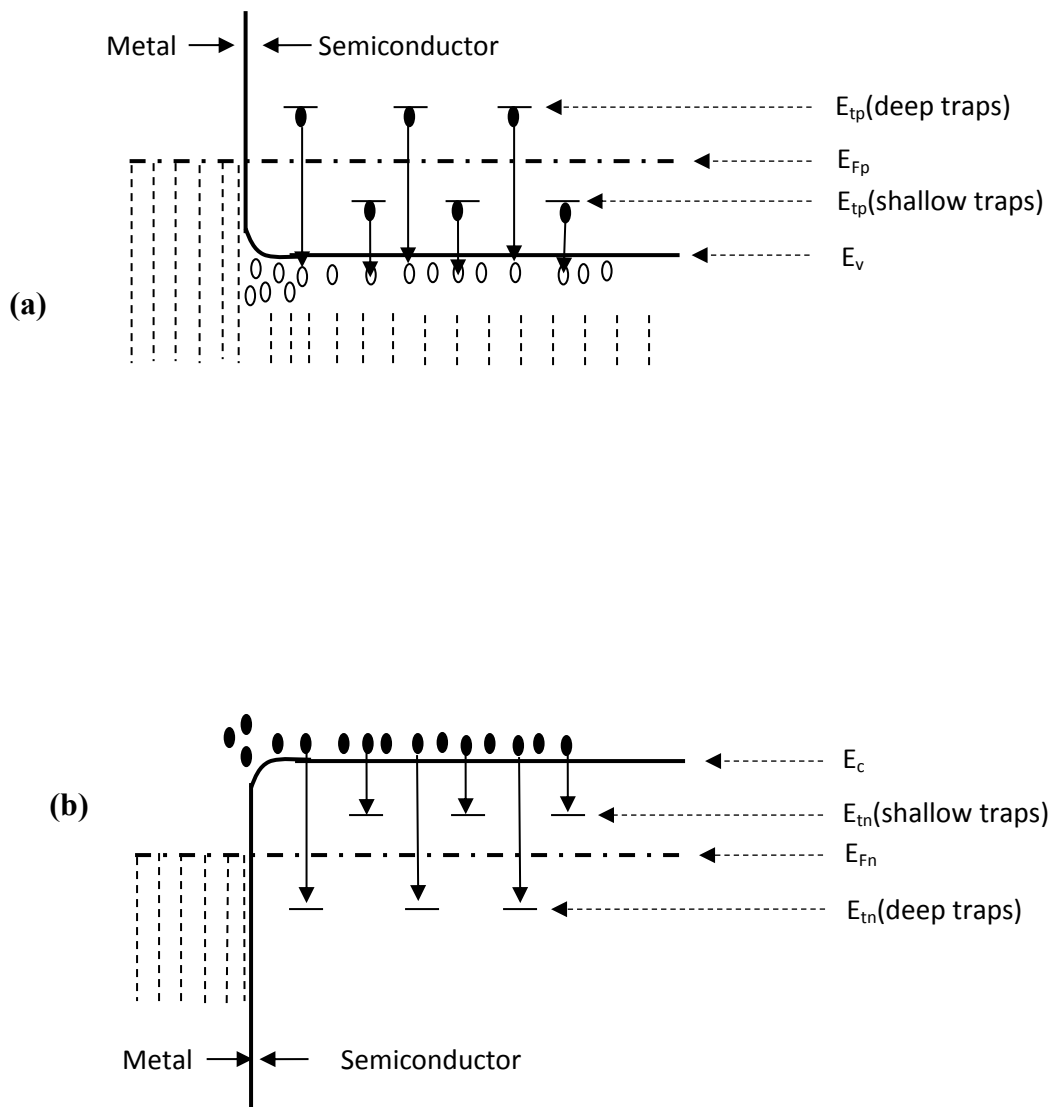 Metal Semiconductor
E_tp(deep traps)
E_Fp
E_tp(shallow traps)
E_v
(a)
E_c
(b)
E_tn(shallow traps)
E_Fn
E_tn(deep traps)
Metal Semiconductor